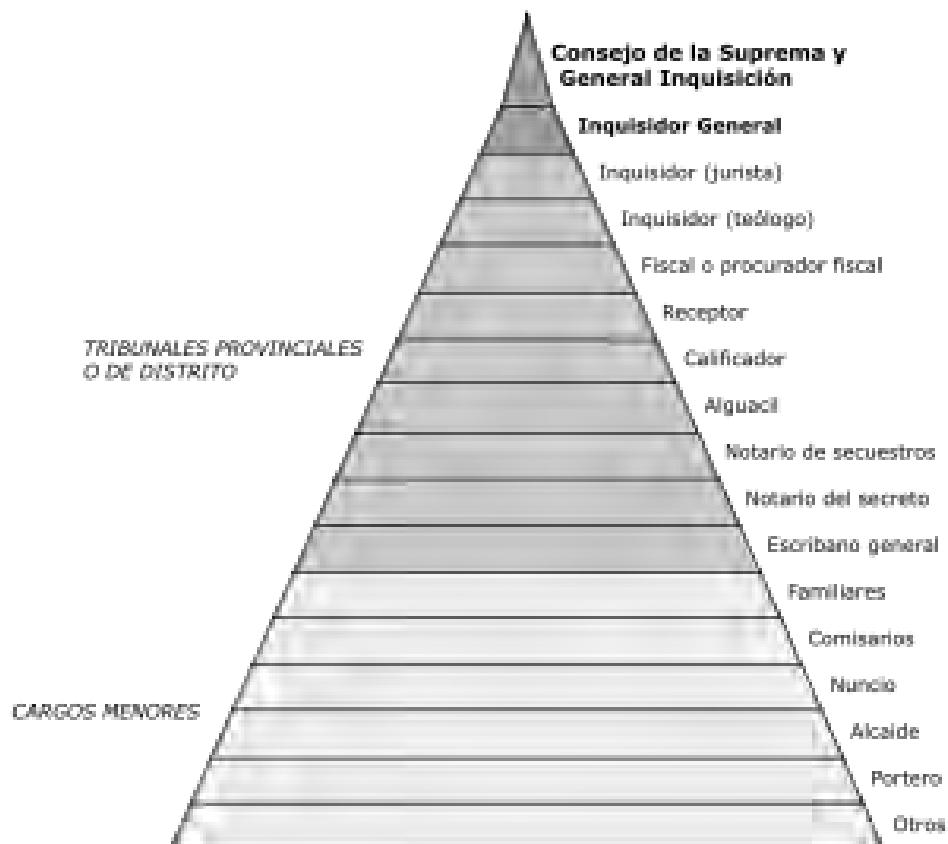 Consejo de la Suprema y
General Inquisición
Inquisidor General
Inquisidor (jurista)
Inquisidor (teólogo)
Fiscal o procurador fiscal
Receptor
TRIBUNALES PROVINCIALES
O DE DISTRITO
Calificador
Alguacil
Notario de secuestros
Notario del secreto
Escribano general
Familiares
Comisarios
Nuncio
CARGOS MENORES
Alcaide
Portero
Otros